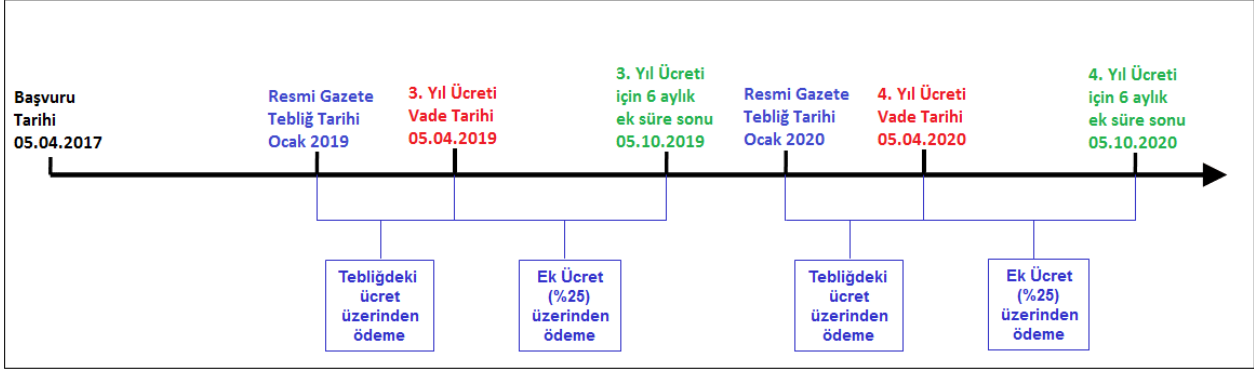 Başvuru
Tarihi
05.04.2017
Resmi Gazete
Tebliğ Tarihi
Ocak 2019
3. Yıl Ücreti
Vade Tarihi
05.04.2019
3. Yıl Ücreti
için 6 aylık
ek süre sonu
05.10.2019
Resmi Gazete
Tebliğ Tarihi
Ocak 2020
4. Yıl Ücreti
Vade Tarihi
05.04.2020
4. Yıl Ücreti
için 6 aylık
ek süre sonu
05.10.2020
Tebliğdeki
ücret
üzerinden
ödeme
Ek Ücret
(%25)
üzerinden
ödeme
Tebliğdeki
ücret
üzerinden
ödeme
Ek Ücret
(%25)
üzerinden
ödeme